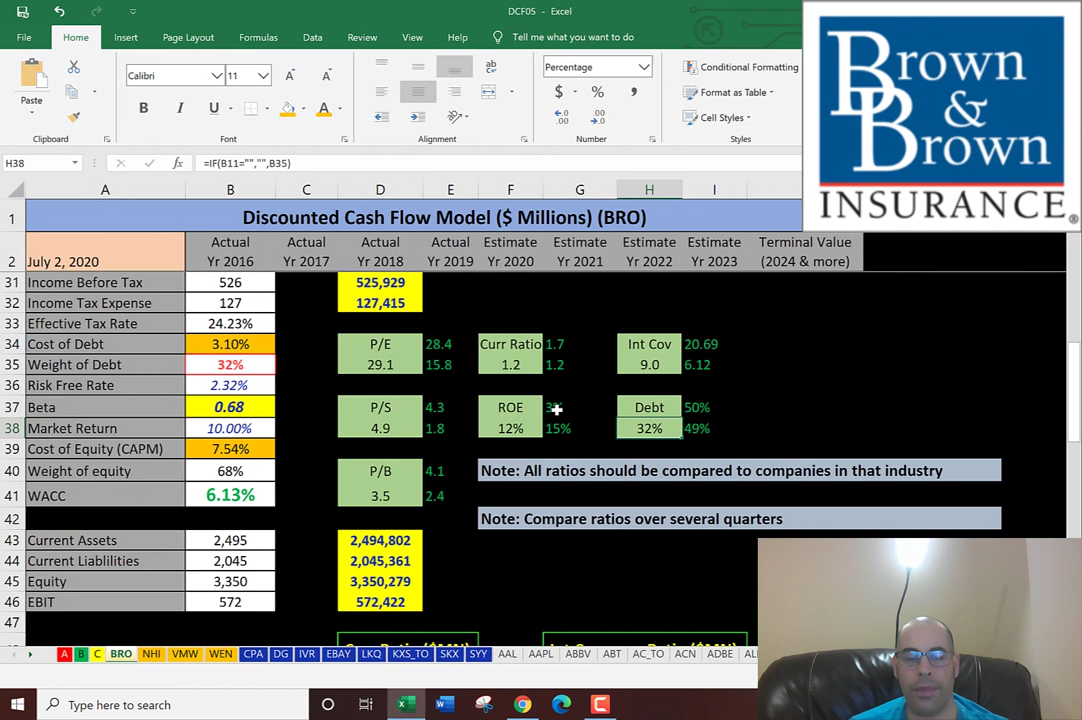 DCF05 - Excel
File Home Insert Page Layout Formulas Data Review View Help Tell me what you want to do
Brown
&
Brown
INSURANCE®
Paste
Calibri 11
Percentage
Conditional Formatting
Format as Table
Cell Styles
Clipboard Font Alignment Number Styles
H38 =IF(B11="","",B35)
A B C D E F G H I
1 Discounted Cash Flow Model ($ Millions) (BRO)
Actual Actual Actual Actual Estimate Estimate Estimate Estimate Terminal Value
2 July 2, 2020 Yr 2016 Yr 2017 Yr 2018 Yr 2019 Yr 2020 Yr 2021 Yr 2022 Yr 2023 (2024 & more)
31 Income Before Tax 526 525,929
32 Income Tax Expense 127 127,415
33 Effective Tax Rate 24.23%
34 Cost of Debt 3.10% P/E 28.4 Curr Ratio 1.7 Int Cov 20.69
35 Weight of Debt 32% 29.1 15.8 1.2 1.2 9.0 6.12
36 Risk Free Rate 2.32%
37 Beta 0.68 P/S 4.3 ROE Debt 50%
38 Market Return 10.00% 4.9 1.8 12% 15% 32% 49%
39 Cost of Equity (CAPM) 7.54%
40 Weight of equity 68% P/B 4.1 Note: All ratios should be compared to companies in that industry
41 WACC 6.13% 3.5 2.4
42 Note: Compare ratios over several quarters
43 Current Assets 2,495 2,494,802
44 Current Liablilities 2,045 2,045,361
45 Equity 3,350 3,350,279
46 EBIT 572 572,422
47
A B C BRO NHI VMW WEN CPA DG IVR EBAY LKQ KXS_TO SKX SYY AAL AAPL ABBV ABT AC_TO ACN ADBE
Type here to search